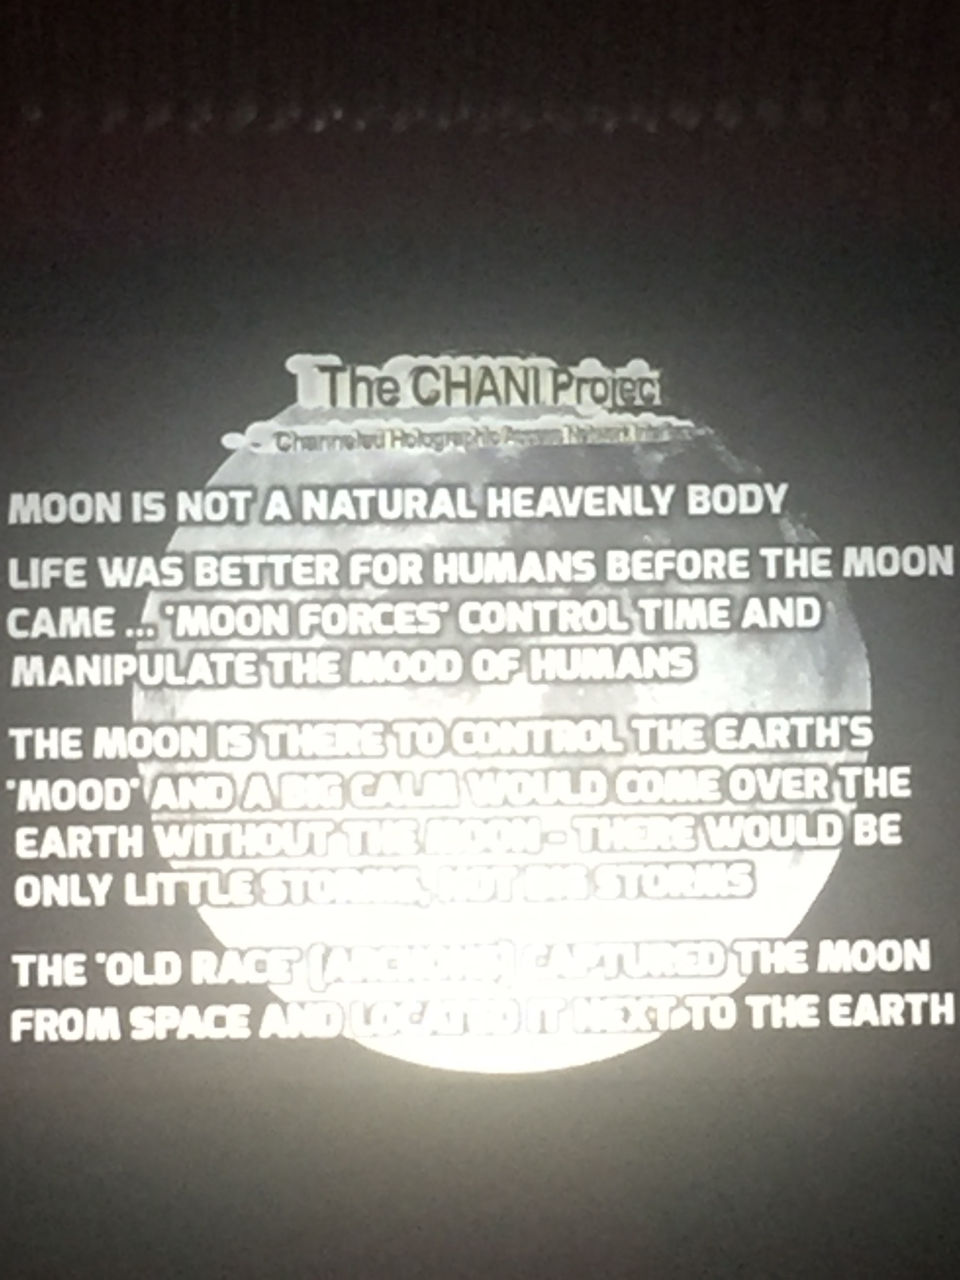 The CHANI Project
Channeled Holographic Access Network
MOON IS NOT A NATURAL HEAVENLY BODY
LIFE WAS BETTER FOR HUMANS BEFORE THE MOON
CAME ... 'MOON FORCES' CONTROL TIME AND
MANIPULATE THE MOOD OF HUMANS
THE MOON IS THERE TO CONTROL THE EARTH'S
'MOOD' AND A BIG CALM WOULD COME OVER THE
EARTH WITHOUT THE MOON - THERE WOULD BE
ONLY LITTLE STORMS, NOT BIG STORMS
THE 'OLD RACE' (ARCHONS) CAPTURED THE MOON
FROM SPACE AND LOCATED IT NEXT TO THE EARTH